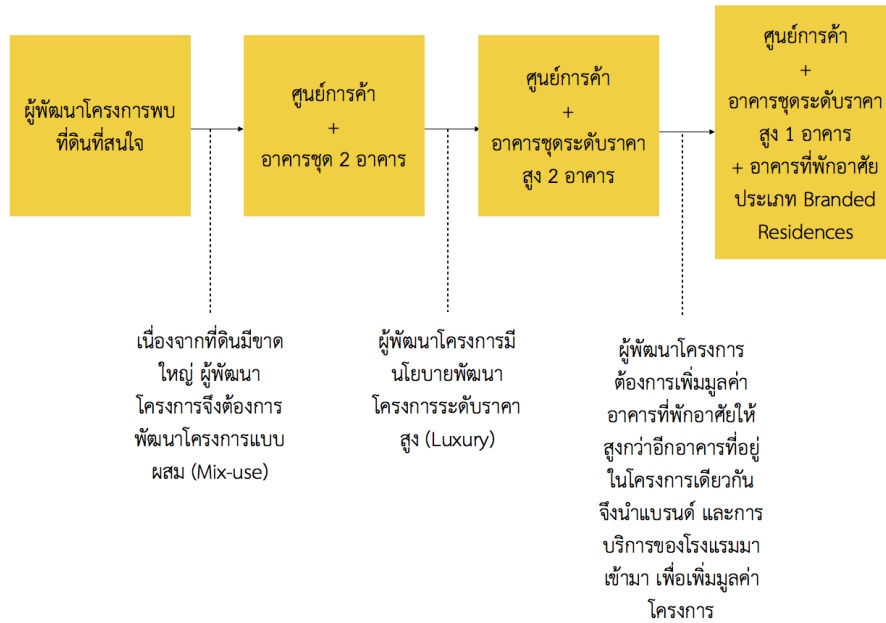 ผู้พัฒนาโครงการพบ
ที่ดินที่สนใจ
ศูนย์การค้า
+
อาคารชุด 2 อาคาร
ศูนย์การค้า
+
อาคารชุดระดับราคา
สูง 2 อาคาร
ศูนย์การค้า
+
อาคารชุดระดับราคา
สูง 1 อาคาร
+ อาคารที่พักอาศัย
ประเภท Branded
Residences
เนื่องจากที่ดินมีขาด
ใหญ่ ผู้พัฒนา
โครงการจึงต้องการ
พัฒนาโครงการแบบ
ผสม (Mix-use)
ผู้พัฒนาโครงการมี
นโยบายพัฒนา
โครงการระดับราคา
สูง (Luxury)
ผู้พัฒนาโครงการ
ต้องการเพิ่มมูลค่า
อาคารที่พักอาศัยให้
สูงกว่าอีกอาคารที่อยู่
ในโครงการเดียวกัน
จึงนำแบรนด์ และการ
บริการของโรงแรมมา
เข้ามา เพื่อเพิ่มมูลค่า
โครงการ